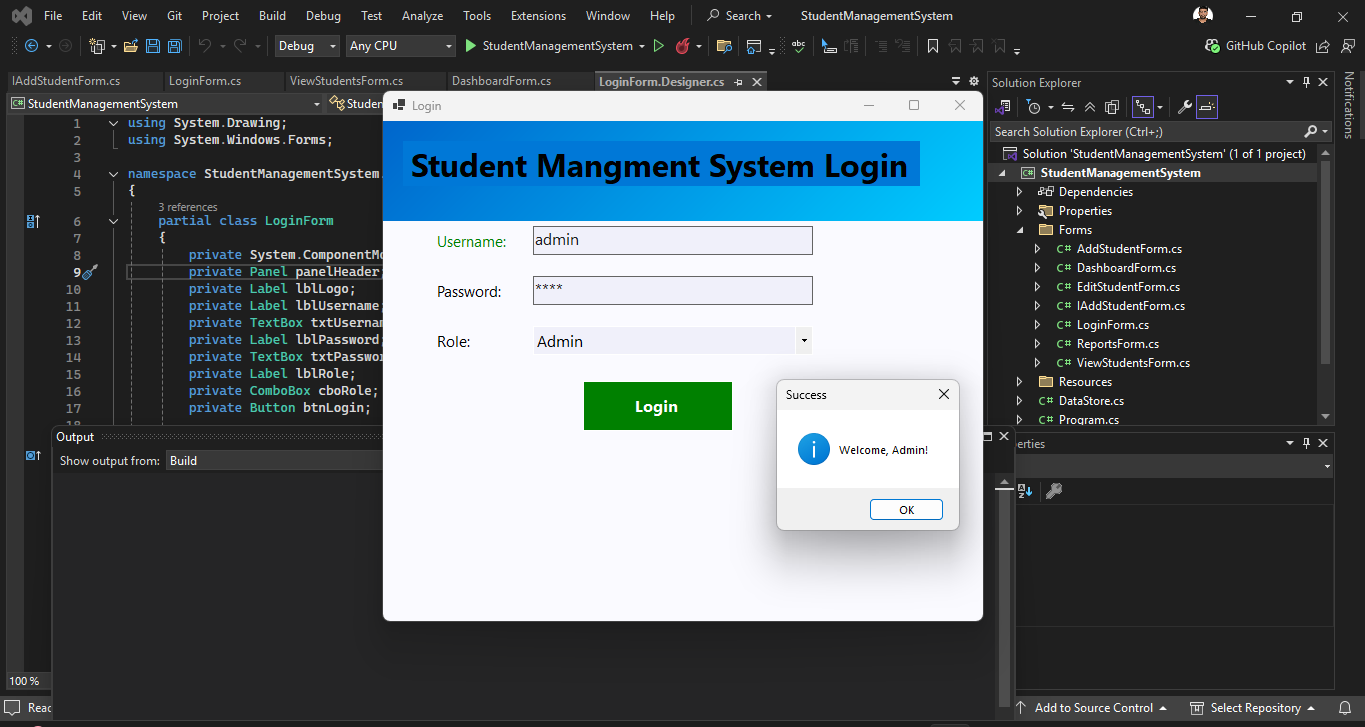 File Edit View Git Project Build Debug Test Analyze Tools Extensions Window Help Search StudentManagementSystem
Debug Any CPU StudentManagementSystem GitHub Copilot
IAddStudentForm.cs LoginForm.cs ViewStudentsForm.cs DashboardForm.cs LoginForm.Designer.cs
StudentManagementSystem
1 using System.Drawing;
2 using System.Windows.Forms;
3
4 namespace StudentManagementSystem.
5 {
3 references
6 partial class LoginForm
7 {
8 private System.ComponentMo
9 private Panel panelHeader;
10 private Label lblLogo;
11 private Label lblUsername;
12 private TextBox txtUsernam
13 private Label lblPassword;
14 private TextBox txtPasswor
15 private Label lblRole;
16 private ComboBox cboRole;
17 private Button btnLogin;
Output
Show output from: Build
100 %
Login
Student Mangment System Login
Username: admin
Password: ****
Role: Admin
Login
Success
Welcome, Admin!
OK
Solution Explorer
Search Solution Explorer (Ctrl+;)
Solution 'StudentManagementSystem' (1 of 1 project)
StudentManagementSystem
Dependencies
Properties
Forms
C# AddStudentForm.cs
C# DashboardForm.cs
C# EditStudentForm.cs
C# IAddStudentForm.cs
C# LoginForm.cs
C# ReportsForm.cs
C# ViewStudentsForm.cs
Resources
C# DataStore.cs
C# Program.cs
Notifications
Add to Source Control Select Repository